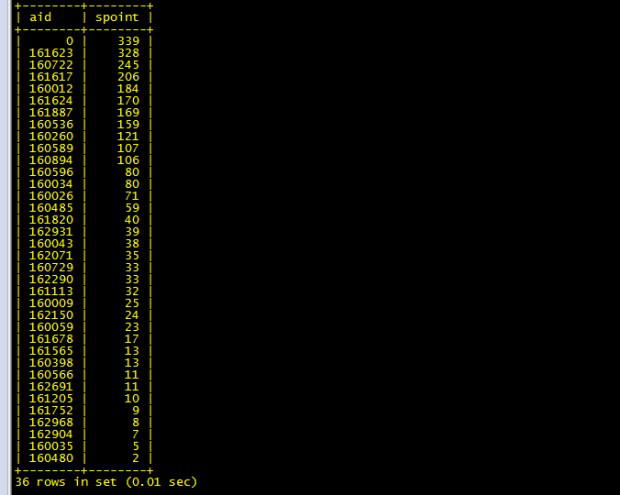 +--------+--------+
| aid    | spoint |
+--------+--------+
|      0 |    339 |
| 161623 |    328 |
| 160722 |    245 |
| 161617 |    206 |
| 160012 |    184 |
| 161624 |    170 |
| 161887 |    169 |
| 160536 |    159 |
| 160260 |    121 |
| 160589 |    107 |
| 160894 |    106 |
| 160596 |     80 |
| 160034 |     80 |
| 160026 |     71 |
| 160485 |     59 |
| 161820 |     40 |
| 162931 |     39 |
| 160043 |     38 |
| 162071 |     35 |
| 160729 |     33 |
| 162290 |     33 |
| 161113 |     32 |
| 160009 |     25 |
| 162150 |     24 |
| 160059 |     23 |
| 161678 |     17 |
| 161565 |     13 |
| 160398 |     13 |
| 160566 |     11 |
| 162691 |     11 |
| 161205 |     10 |
| 161752 |      9 |
| 162968 |      8 |
| 162904 |      7 |
| 160035 |      5 |
| 160480 |      2 |
+--------+--------+
36 rows in set (0.01 sec)